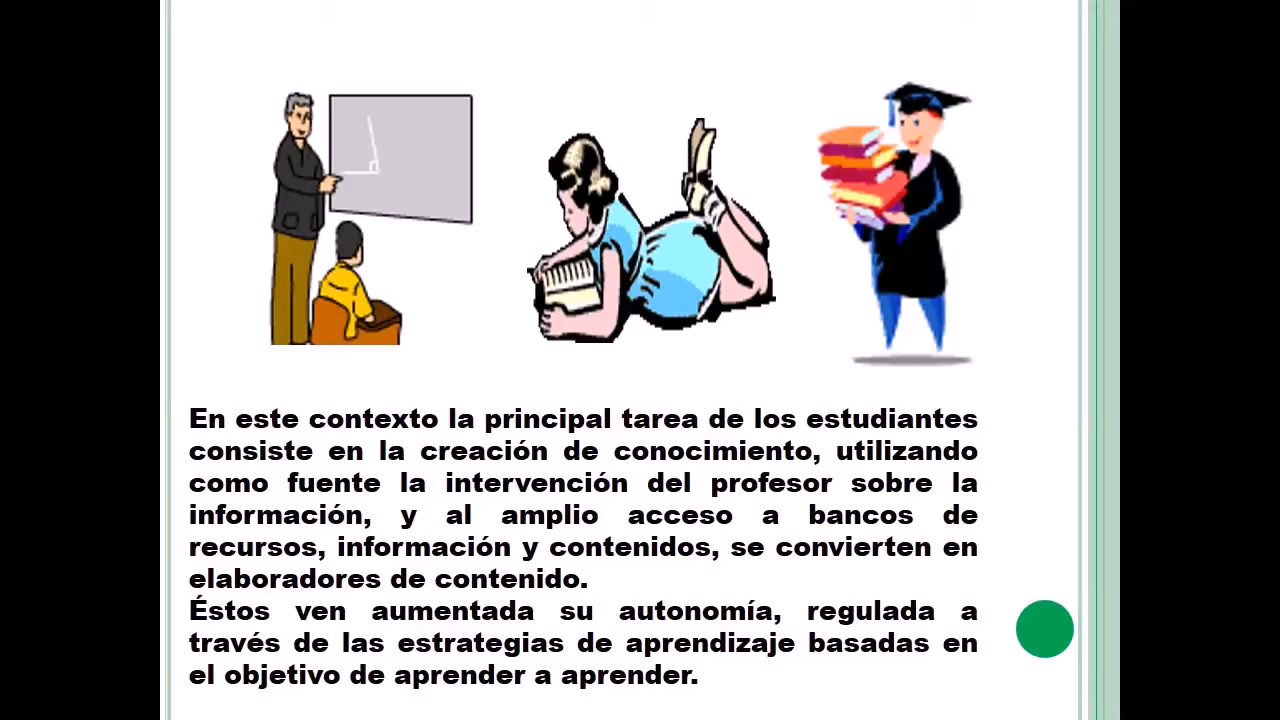 En este contexto la principal tarea de los estudiantes
consiste en la creación de conocimiento, utilizando
como fuente la intervención del profesor sobre la
información, y al amplio acceso a bancos de
recursos, información y contenidos, se convierten en
elaboradores de contenido.
Éstos ven aumentada su autonomía, regulada a
través de las estrategias de aprendizaje basadas en
el objetivo de aprender a aprender.